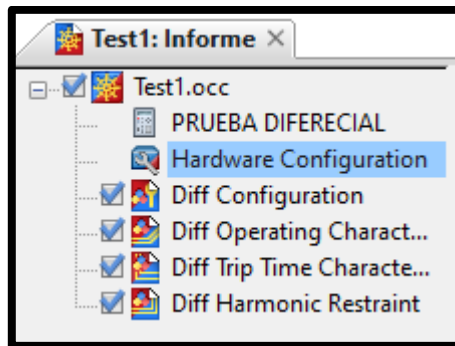 Test1: Informe
Test1.occ
PRUEBA DIFERECIAL
Hardware Configuration
Diff Configuration
Diff Operating Charact...
Diff Trip Time Characte...
Diff Harmonic Restraint